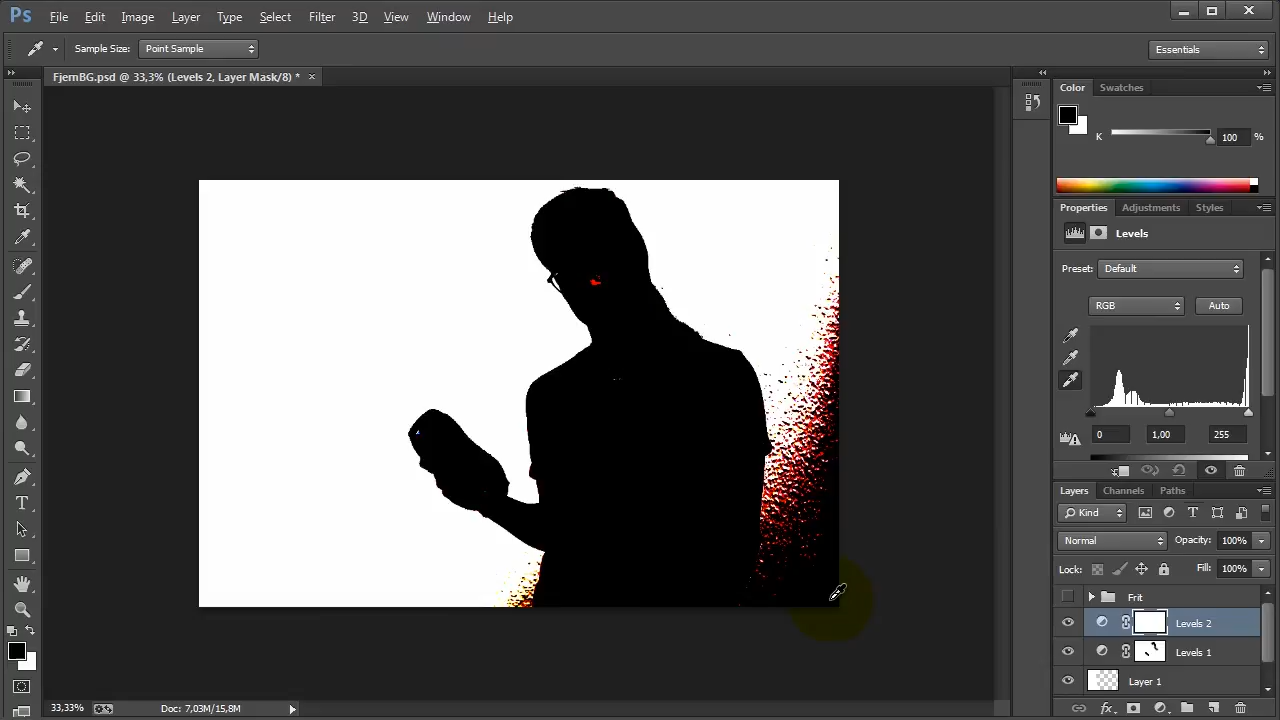 Ps File Edit Image Layer Type Select Filter 3D View Window Help
Sample Size: Point Sample Essentials
FjernBG.psd @ 33,3% (Levels 2, Layer Mask/8) * ×
Color Swatches
K 100 %
Properties Adjustments Styles
Levels
Preset: Default
RGB Auto
0 1,00 255
Layers Channels Paths
Kind T
Normal Opacity: 100%
Lock: Fill: 100%
Frit
Levels 2
Levels 1
Layer 1
fx
T
33,33% Doc: 7,03M/15,8M